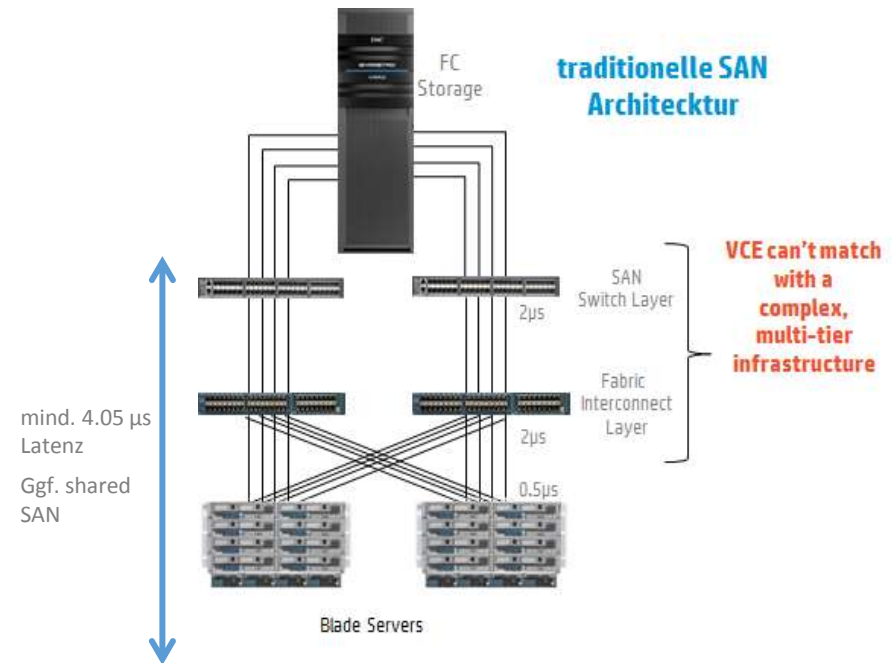 EMC
FC
Storage
traditionelle SAN
Architecktur
SAN
Switch Layer
2µs
VCE can't match
with a
complex,
multi-tier
infrastructure
Fabric
Interconnect
Layer
2µs
mind. 4.05 µs
Latenz
Ggf. shared
SAN
0.5µs
Blade Servers